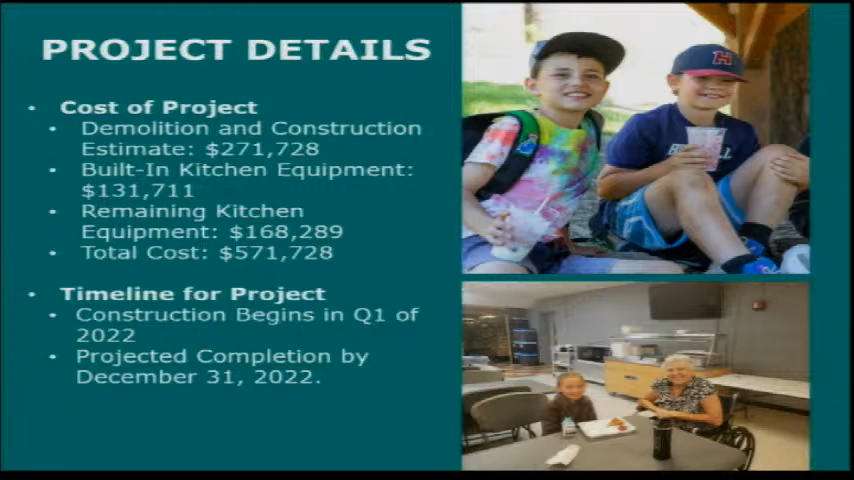 PROJECT DETAILS
• Cost of Project
• Demolition and Construction
Estimate: $271,728
• Built-In Kitchen Equipment:
$131,711
• Remaining Kitchen
Equipment: $168,289
• Total Cost: $571,728
• Timeline for Project
• Construction Begins in Q1 of
2022
• Projected Completion by
December 31, 2022.
H